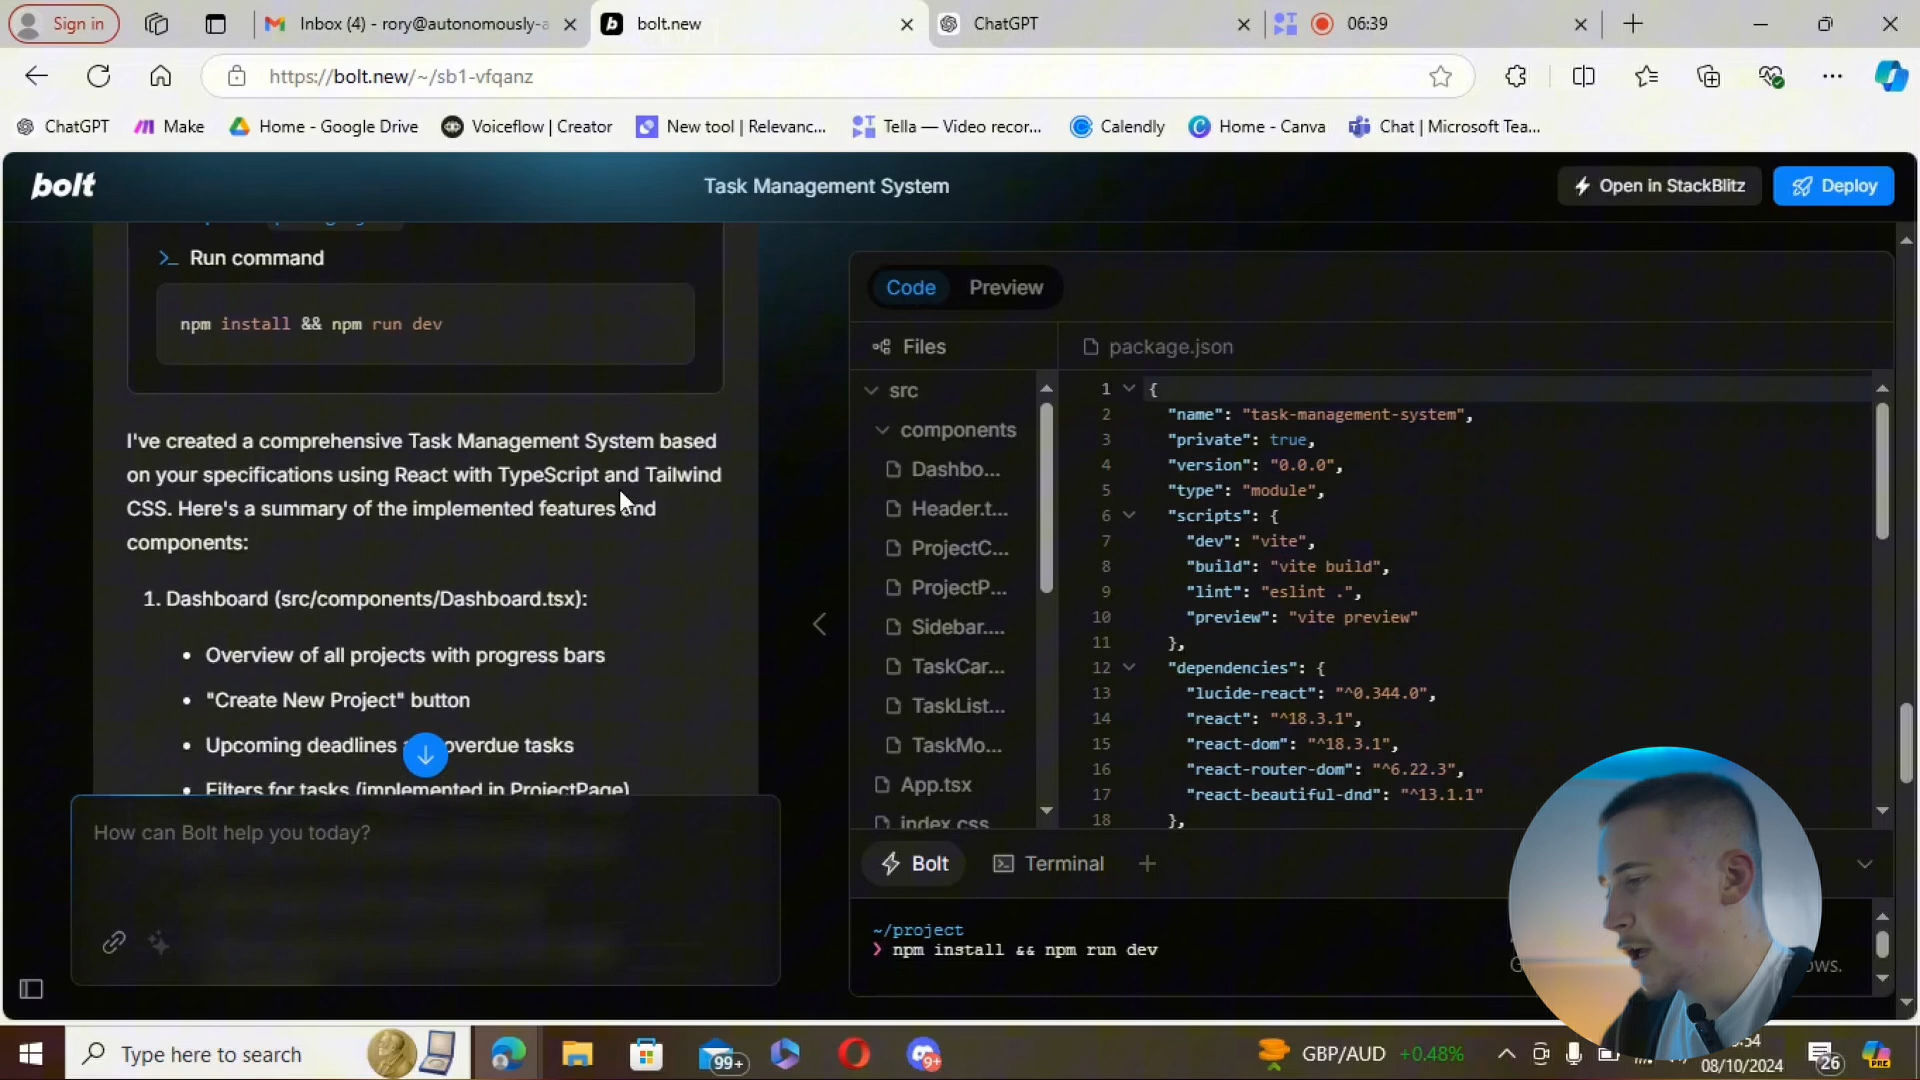 Sign in
Inbox (4) - rory@autonomously-a
bolt.new
ChatGPT
06:39
https://bolt.new/~/sb1-vfqanz
ChatGPT
Make
Home - Google Drive
Voiceflow | Creator
New tool | Relevanc...
Tella — Video recor...
Calendly
Home - Canva
Chat | Microsoft Tea...
bolt
Task Management System
Open in StackBlitz
Deploy
Run command
npm install && npm run dev
I've created a comprehensive Task Management System based
on your specifications using React with TypeScript and Tailwind
CSS. Here's a summary of the implemented features and
components:
1. Dashboard (src/components/Dashboard.tsx):
• Overview of all projects with progress bars
• "Create New Project" button
• Upcoming deadlines overdue tasks
• Filters for tasks (implemented in ProjectPage)
How can Bolt help you today?
Code
Preview
Files
package.json
src
components
Dashbo...
Header.t...
ProjectC...
ProjectP...
Sidebar....
TaskCar...
TaskList...
TaskMo...
App.tsx
index.css
1 {
2 "name": "task-management-system",
3 "private": true,
4 "version": "0.0.0",
5 "type": "module",
6 "scripts": {
7 "dev": "vite",
8 "build": "vite build",
9 "lint": "eslint .",
10 "preview": "vite preview"
11 },
12 "dependencies": {
13 "lucide-react": "^0.344.0",
14 "react": "^18.3.1",
15 "react-dom": "^18.3.1",
16 "react-router-dom": "^6.22.3",
17 "react-beautiful-dnd": "^13.1.1"
18 },
Bolt
Terminal
~/project
❯ npm install && npm run dev
Type here to search
99+
9+
GBP/AUD +0.48%
08/10/2024
26
PRE